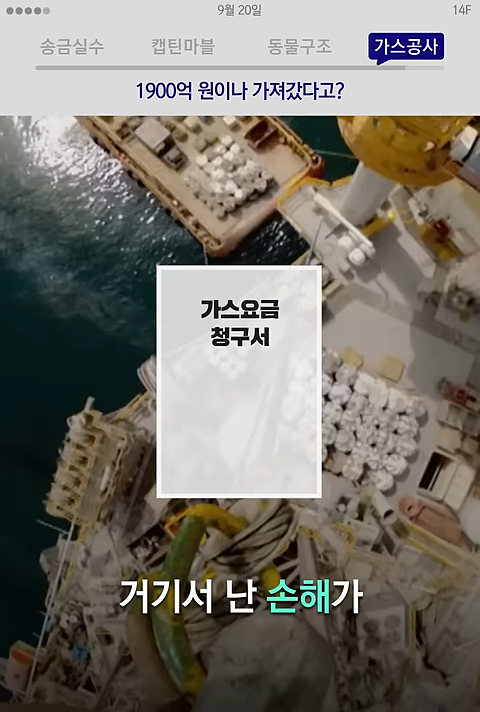 9월 20일
14F
송금실수
캡틴마블
동물구조
가스공사
1900억 원이나 가져갔다고?
가스요금
청구서
거기서 난 손해가